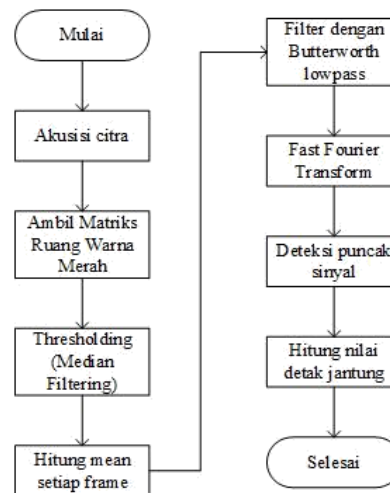 Mulai
Akusisi citra
Ambil Matriks
Ruang Warna
Merah
Thresholding
(Median
Filtering)
Hitung mean
setiap frame
Filter dengan
Butterworth
lowpass
Fast Fourier
Transform
Deteksi puncak
sinyal
Hitung nilai
detak jantung
Selesai